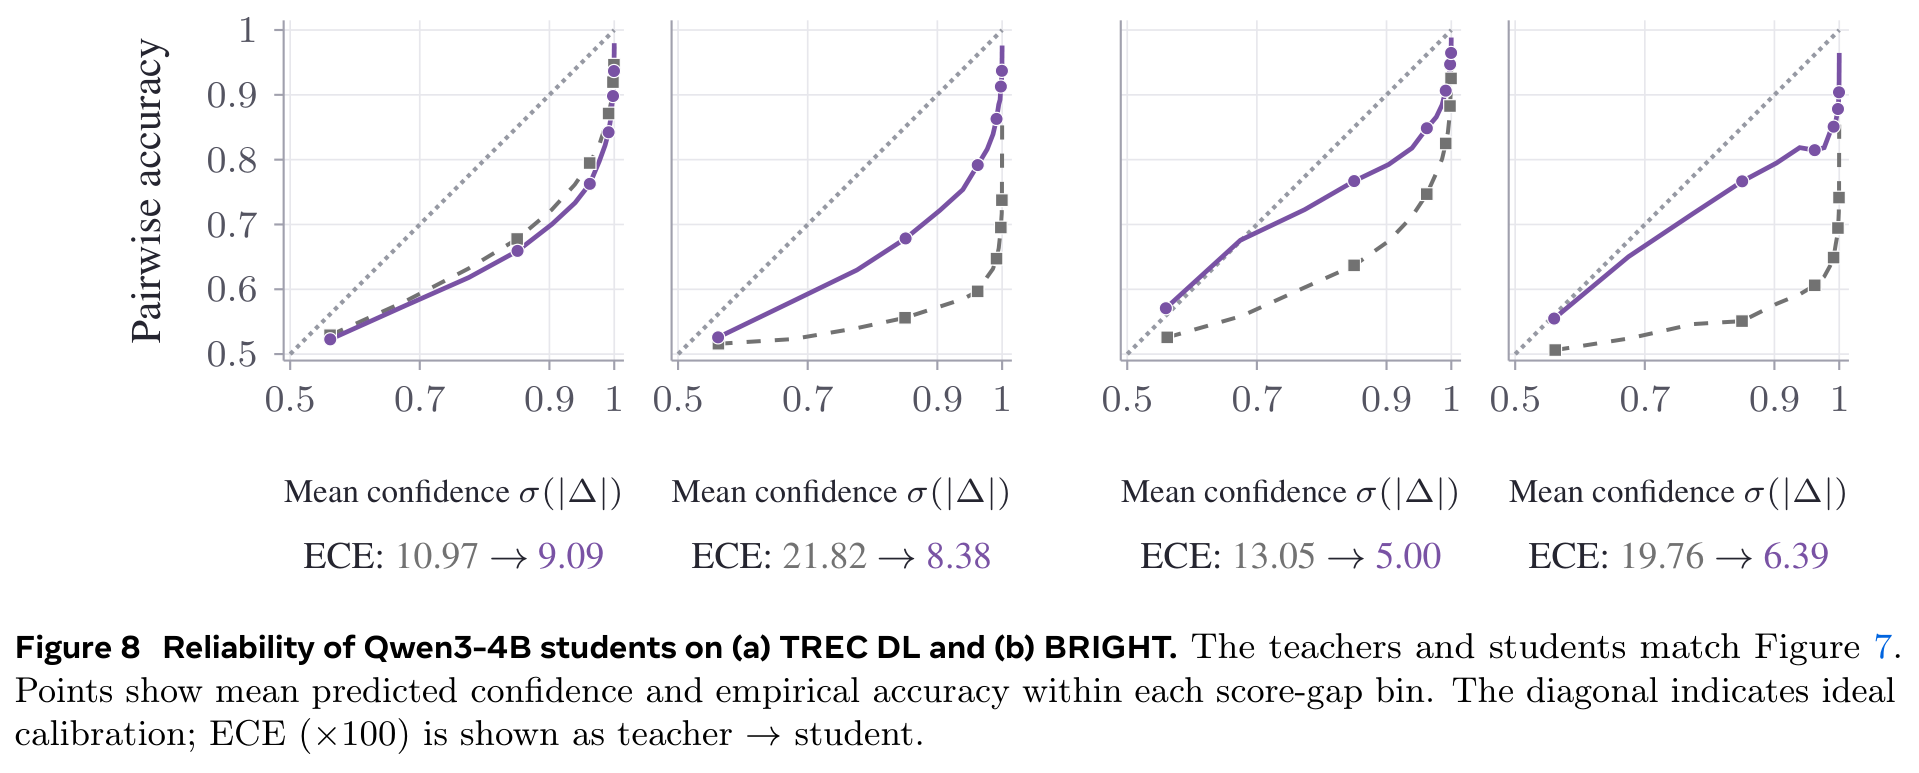 Pairwise accuracy
1
0.9
0.8
0.7
0.6
0.5
0.5 0.7 0.9 1
0.5 0.7 0.9 1
0.5 0.7 0.9 1
0.5 0.7 0.9 1
Mean confidence σ(|Δ|)
Mean confidence σ(|Δ|)
Mean confidence σ(|Δ|)
Mean confidence σ(|Δ|)
ECE: 10.97 → 9.09
ECE: 21.82 → 8.38
ECE: 13.05 → 5.00
ECE: 19.76 → 6.39
Figure 8 Reliability of Qwen3-4B students on (a) TREC DL and (b) BRIGHT. The teachers and students match Figure 7.
Points show mean predicted confidence and empirical accuracy within each score-gap bin. The diagonal indicates ideal
calibration; ECE (×100) is shown as teacher → student.